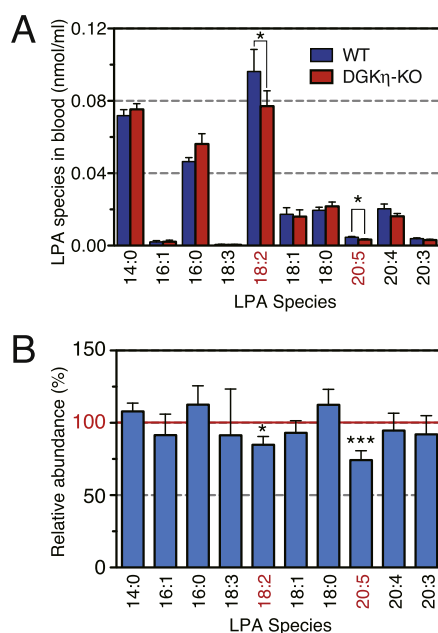 A
LPA species in blood (nmol/ml)
0.12
0.08
0.04
0.00
*
*
WT
DGKη-KO
14:0 16:1 16:0 18:3 18:2 18:1 18:0 20:5 20:4 20:3
LPA Species
B
Relative abundance (%)
150
100
50
0
*
***
14:0 16:1 16:0 18:3 18:2 18:1 18:0 20:5 20:4 20:3
LPA Species